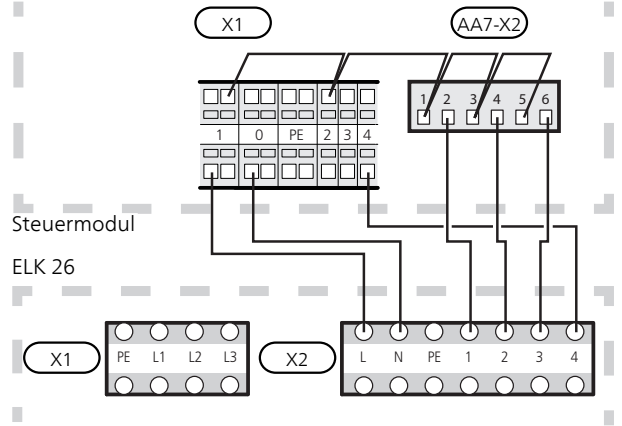 X1
AA7-X2
1 2 3 4 5 6
1 0 PE 2 3 4
Steuermodul
ELK 26
X1
PE L1 L2 L3
X2
L N PE 1 2 3 4